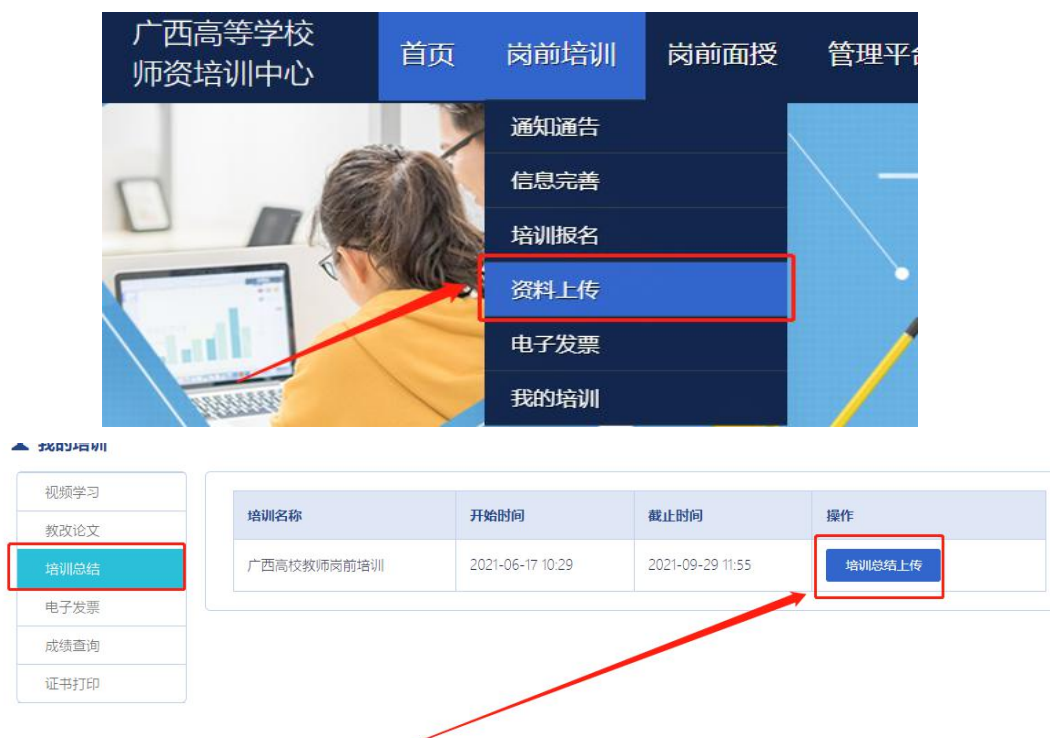 广西高等学校
师资培训中心
首页 岗前培训 岗前面授 管理平台
通知通告
信息完善
培训报名
资料上传
电子发票
我的培训
我的培训
视频学习
教改论文
培训总结
电子发票
成绩查询
证书打印
培训名称 开始时间 截止时间 操作
广西高校教师岗前培训 2021-06-17 10:29 2021-09-29 11:55 培训总结上传